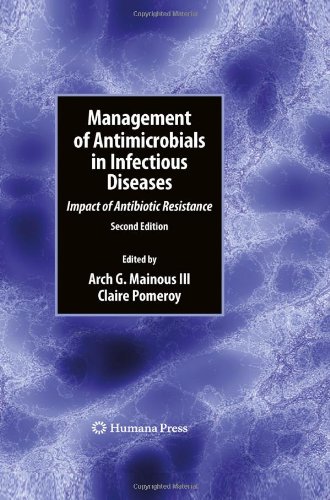 Management
of Antimicrobials
in Infectious
Diseases
Impact of Antibiotic Resistance
Second Edition
Edited by
Arch G. Mainous III
Claire Pomeroy
Humana Press